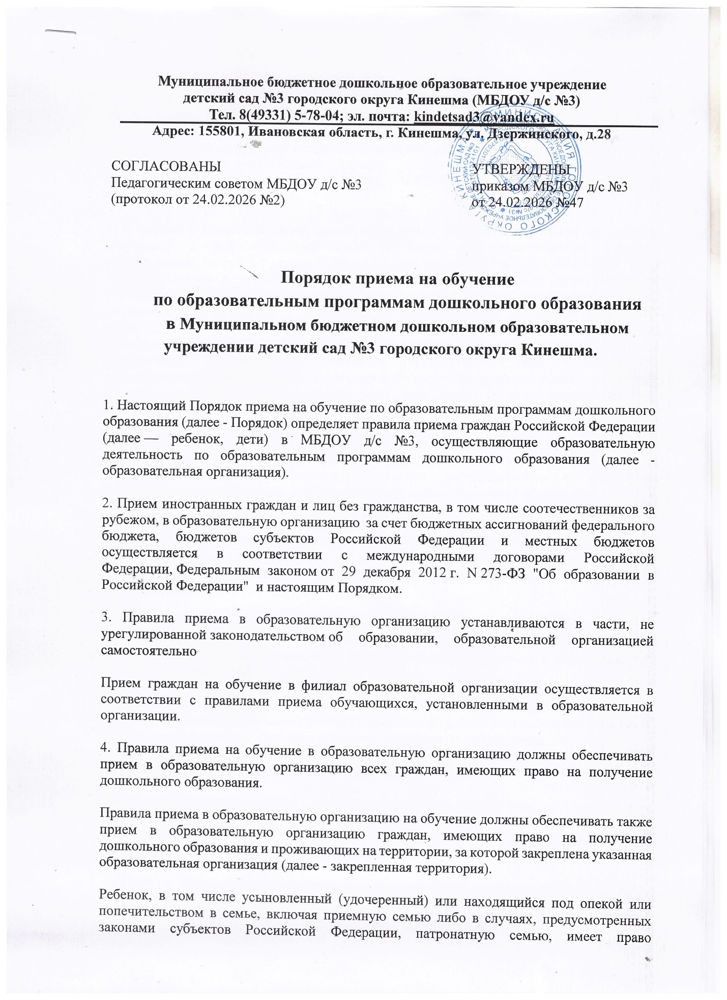 Муниципальное бюджетное дошкольное образовательное учреждение
детский сад №3 городского округа Кинешма (МБДОУ д/с №3)
Тел. 8(49331) 5-78-04; эл. почта: kindetsad3@yandex.ru
Адрес: 155801, Ивановская область, г. Кинешма, ул. Дзержинского, д.28
СОГЛАСОВАНЫ
Педагогическим советом МБДОУ д/с №3
(протокол от 24.02.2026 №2)
УТВЕРЖДЕНЫ
приказом МБДОУ д/с №3
от 24.02.2026 №47
АДМИНИСТРАЦИЯ ГОРОДСКОГО ОКРУГА КИНЕШМА
Порядок приема на обучение
по образовательным программам дошкольного образования
в Муниципальном бюджетном дошкольном образовательном
учреждении детский сад №3 городского округа Кинешма.
1. Настоящий Порядок приема на обучение по образовательным программам дошкольного
образования (далее - Порядок) определяет правила приема граждан Российской Федерации
(далее — ребенок, дети) в МБДОУ д/с №3, осуществляющие образовательную
деятельность по образовательным программам дошкольного образования (далее -
образовательная организация).
2. Прием иностранных граждан и лиц без гражданства, в том числе соотечественников за
рубежом, в образовательную организацию за счет бюджетных ассигнований федерального
бюджета, бюджетов субъектов Российской Федерации и местных бюджетов
осуществляется в соответствии с международными договорами Российской
Федерации, Федеральным законом от 29 декабря 2012 г. N 273-ФЗ "Об образовании в
Российской Федерации" и настоящим Порядком.
3. Правила приема в образовательную организацию устанавливаются в части, не
урегулированной законодательством об образовании, образовательной организацией
самостоятельно
Прием граждан на обучение в филиал образовательной организации осуществляется в
соответствии с правилами приема обучающихся, установленными в образовательной
организации.
4. Правила приема на обучение в образовательную организацию должны обеспечивать
прием в образовательную организацию всех граждан, имеющих право на получение
дошкольного образования.
Правила приема в образовательную организацию на обучение должны обеспечивать также
прием в образовательную организацию граждан, имеющих право на получение
дошкольного образования и проживающих на территории, за которой закреплена указанная
образовательная организация (далее - закрепленная территория).
Ребенок, в том числе усыновленный (удочеренный) или находящийся под опекой или
попечительством в семье, включая приемную семью либо в случаях, предусмотренных
законами субъектов Российской Федерации, патронатную семью, имеет право